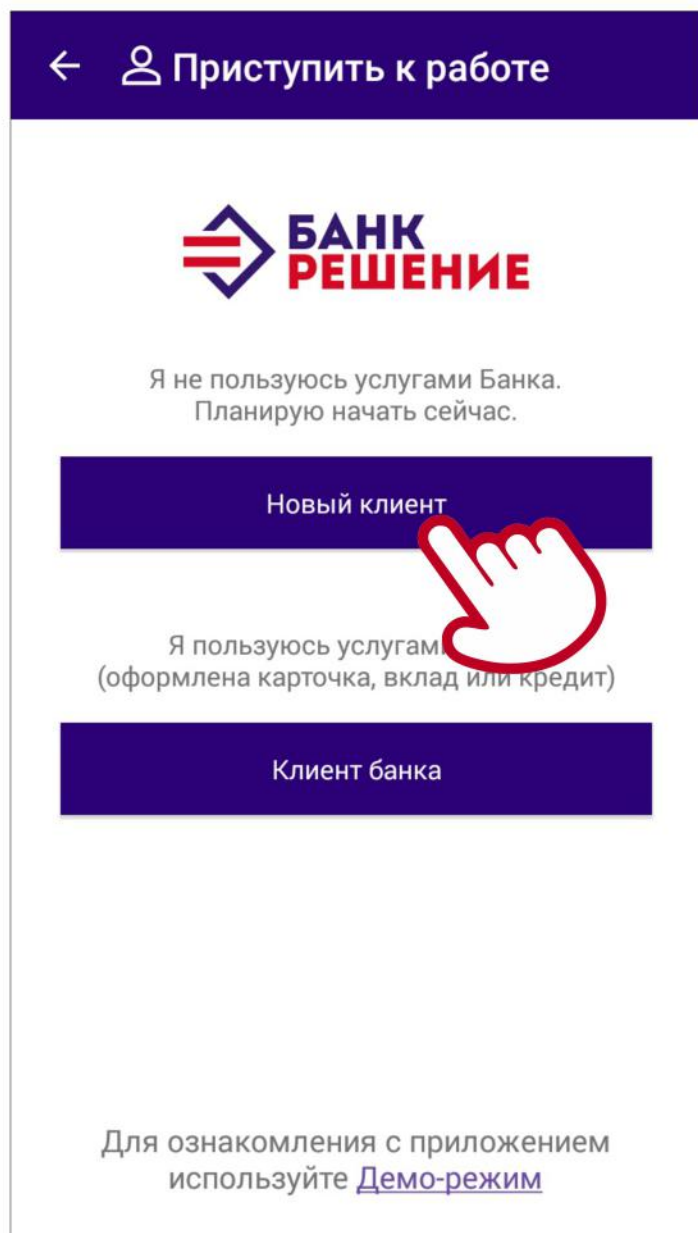 Приступить к работе
БАНК
РЕШЕНИЕ
Я не пользуюсь услугами Банка.
Планирую начать сейчас.
Новый клиент
Я пользуюсь услугами
(оформлена карточка, вклад или кредит)
Клиент банка
Для ознакомления с приложением
используйте Демо-режим